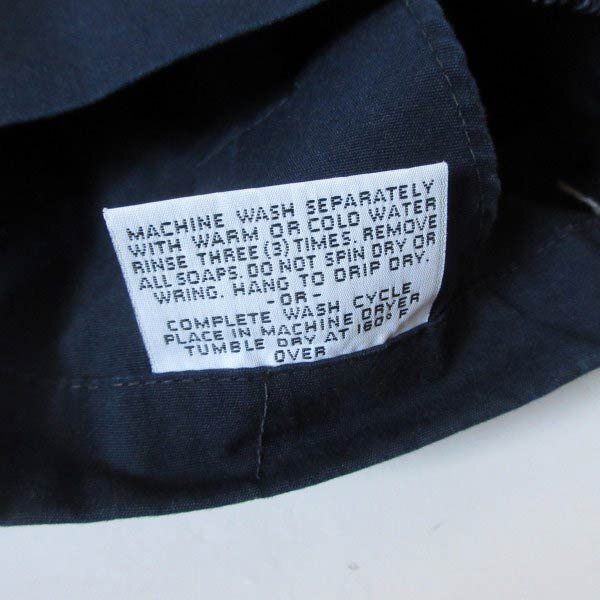 MACHINE WASH SEPARATELY
WITH WARM OR COLD WATER
RINSE THREE (3) TIMES. REMOVE
ALL SOAPS. DO NOT SPIN DRY OR
WRING. HANG TO DRIP DRY.
-OR-
COMPLETE WASH CYCLE
PLACE IN MACHINE DRYER
TUMBLE DRY AT 160° F
OVER